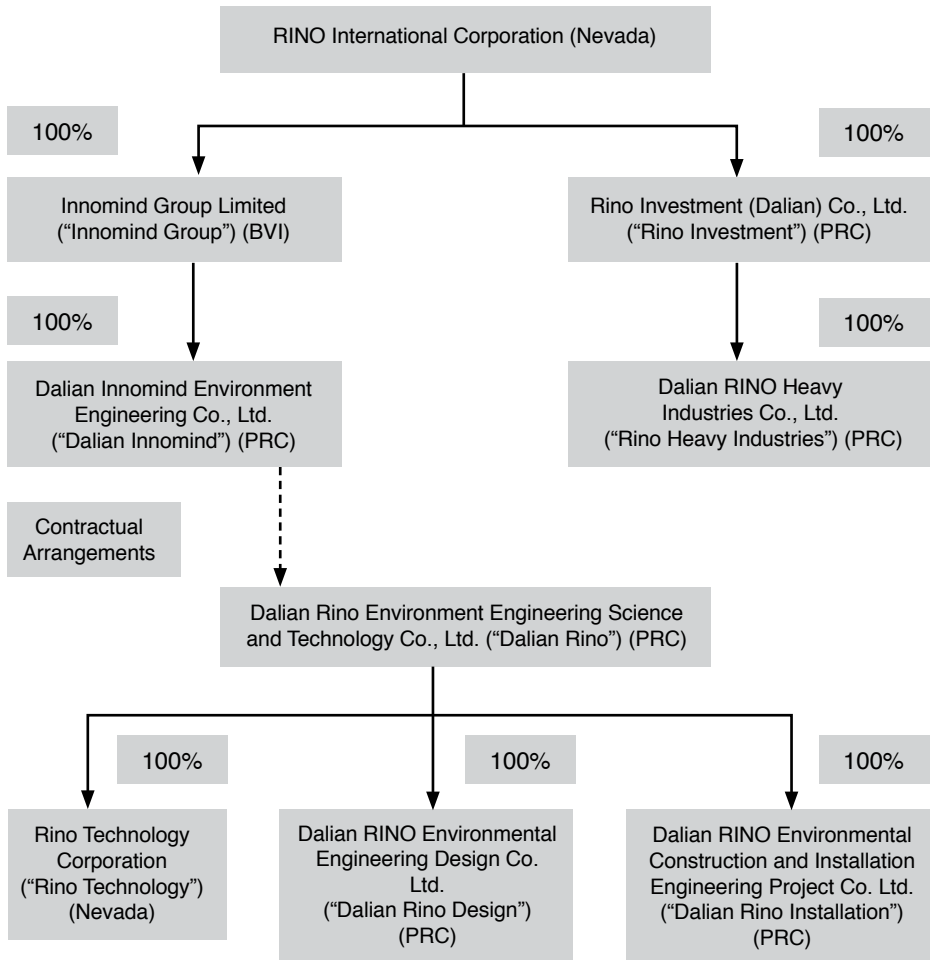 RINO International Corporation (Nevada)
100%
100%
Innomind Group Limited
(“Innomind Group”) (BVI)
Rino Investment (Dalian) Co., Ltd.
(“Rino Investment”) (PRC)
100%
100%
Dalian Innomind Environment
Engineering Co., Ltd.
(“Dalian Innomind”) (PRC)
Dalian RINO Heavy
Industries Co., Ltd.
(“Rino Heavy Industries”) (PRC)
Contractual
Arrangements
Dalian Rino Environment Engineering Science
and Technology Co., Ltd. (“Dalian Rino”) (PRC)
100%
100%
100%
Rino Technology
Corporation
(“Rino Technology”)
(Nevada)
Dalian RINO Environmental
Engineering Design Co.
Ltd.
(“Dalian Rino Design”)
(PRC)
Dalian RINO Environmental
Construction and Installation
Engineering Project Co. Ltd.
(“Dalian Rino Installation”)
(PRC)